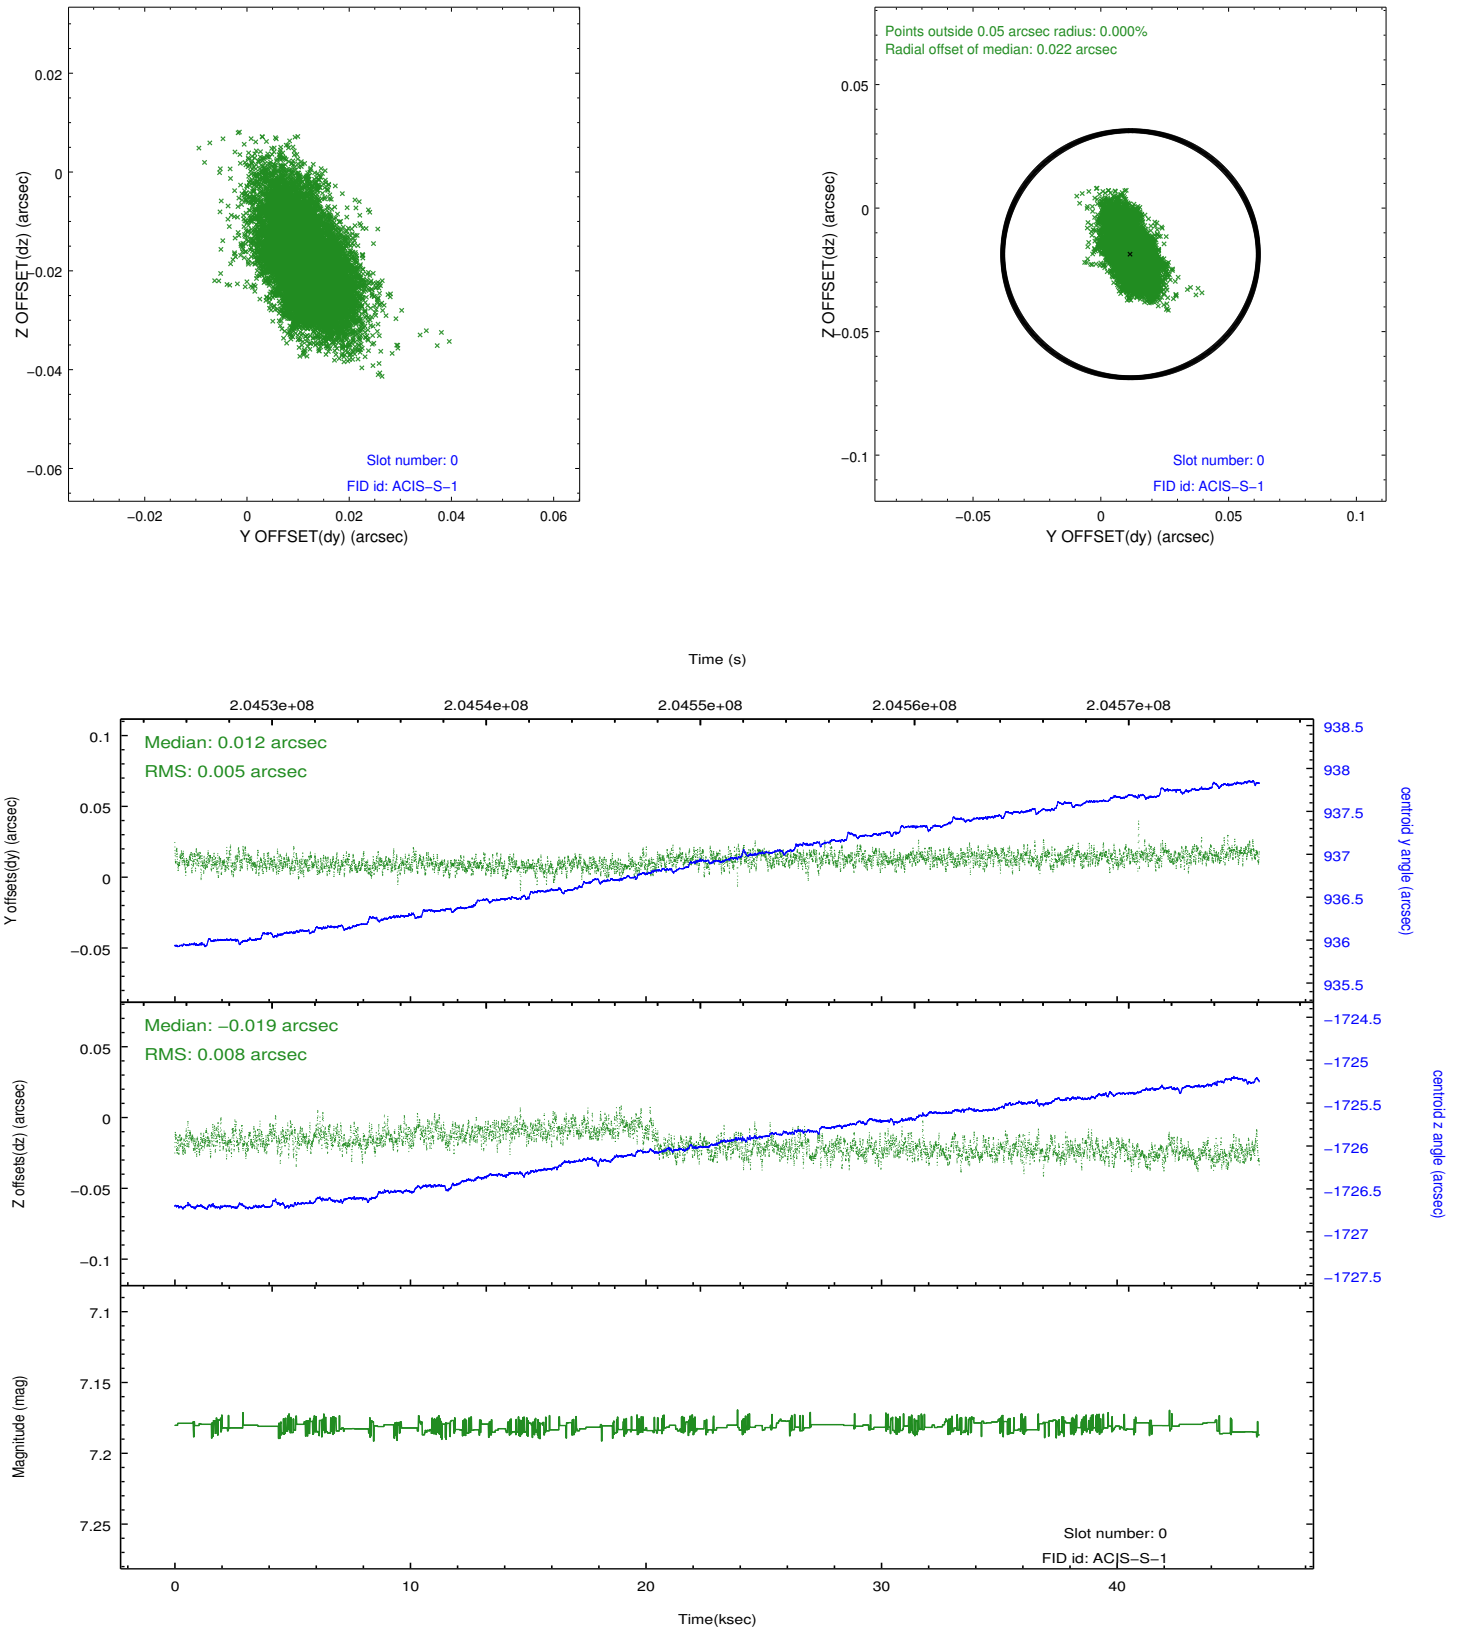 0.02
0
−0.02
−0.04
−0.06
Z OFFSET(dz) (arcsec)
Slot number: 0
FID id: ACIS−S−1
−0.02
0
0.02
0.04
0.06
Y OFFSET(dy) (arcsec)
Points outside 0.05 arcsec radius: 0.000%
Radial offset of median: 0.022 arcsec
0.05
0
−0.05
−0.1
Z OFFSET(dz) (arcsec)
Slot number: 0
FID id: ACIS−S−1
−0.05
0
0.05
0.1
Y OFFSET(dy) (arcsec)
Time (s)
2.0453e+08
2.0454e+08
2.0455e+08
2.0456e+08
2.0457e+08
Median: 0.012 arcsec
RMS: 0.005 arcsec
0.1
0.05
0
−0.05
Y offsets(dy) (arcsec)
938.5
938
937.5
937
936.5
936
935.5
centroid y angle (arcsec)
Median: −0.019 arcsec
RMS: 0.008 arcsec
0.05
0
−0.05
−0.1
Z offsets(dz) (arcsec)
−1724.5
−1725
−1725.5
−1726
−1726.5
−1727
−1727.5
centroid z angle (arcsec)
7.1
7.15
7.2
7.25
Magnitude (mag)
Slot number: 0
FID id: ACIS−S−1
0
10
20
30
40
Time(ksec)